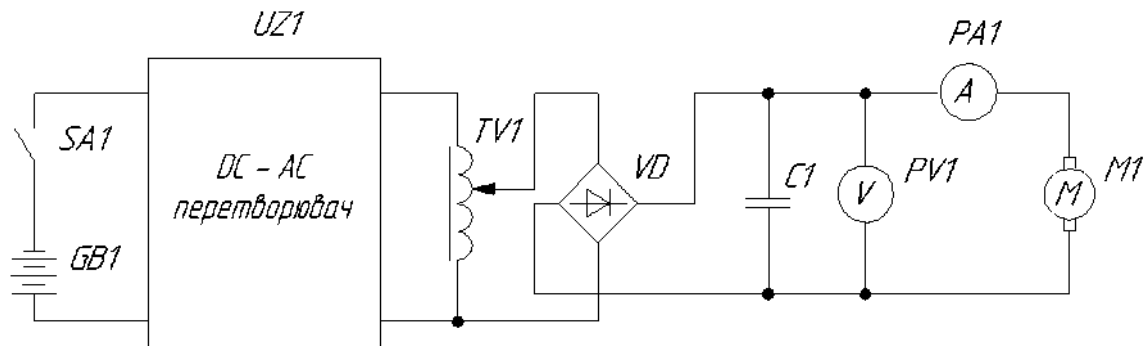 UZ1
PA1
A
SA1
TV1
DC - AC
перетворювач
VD
C1
PV1
V
M1
M
GB1